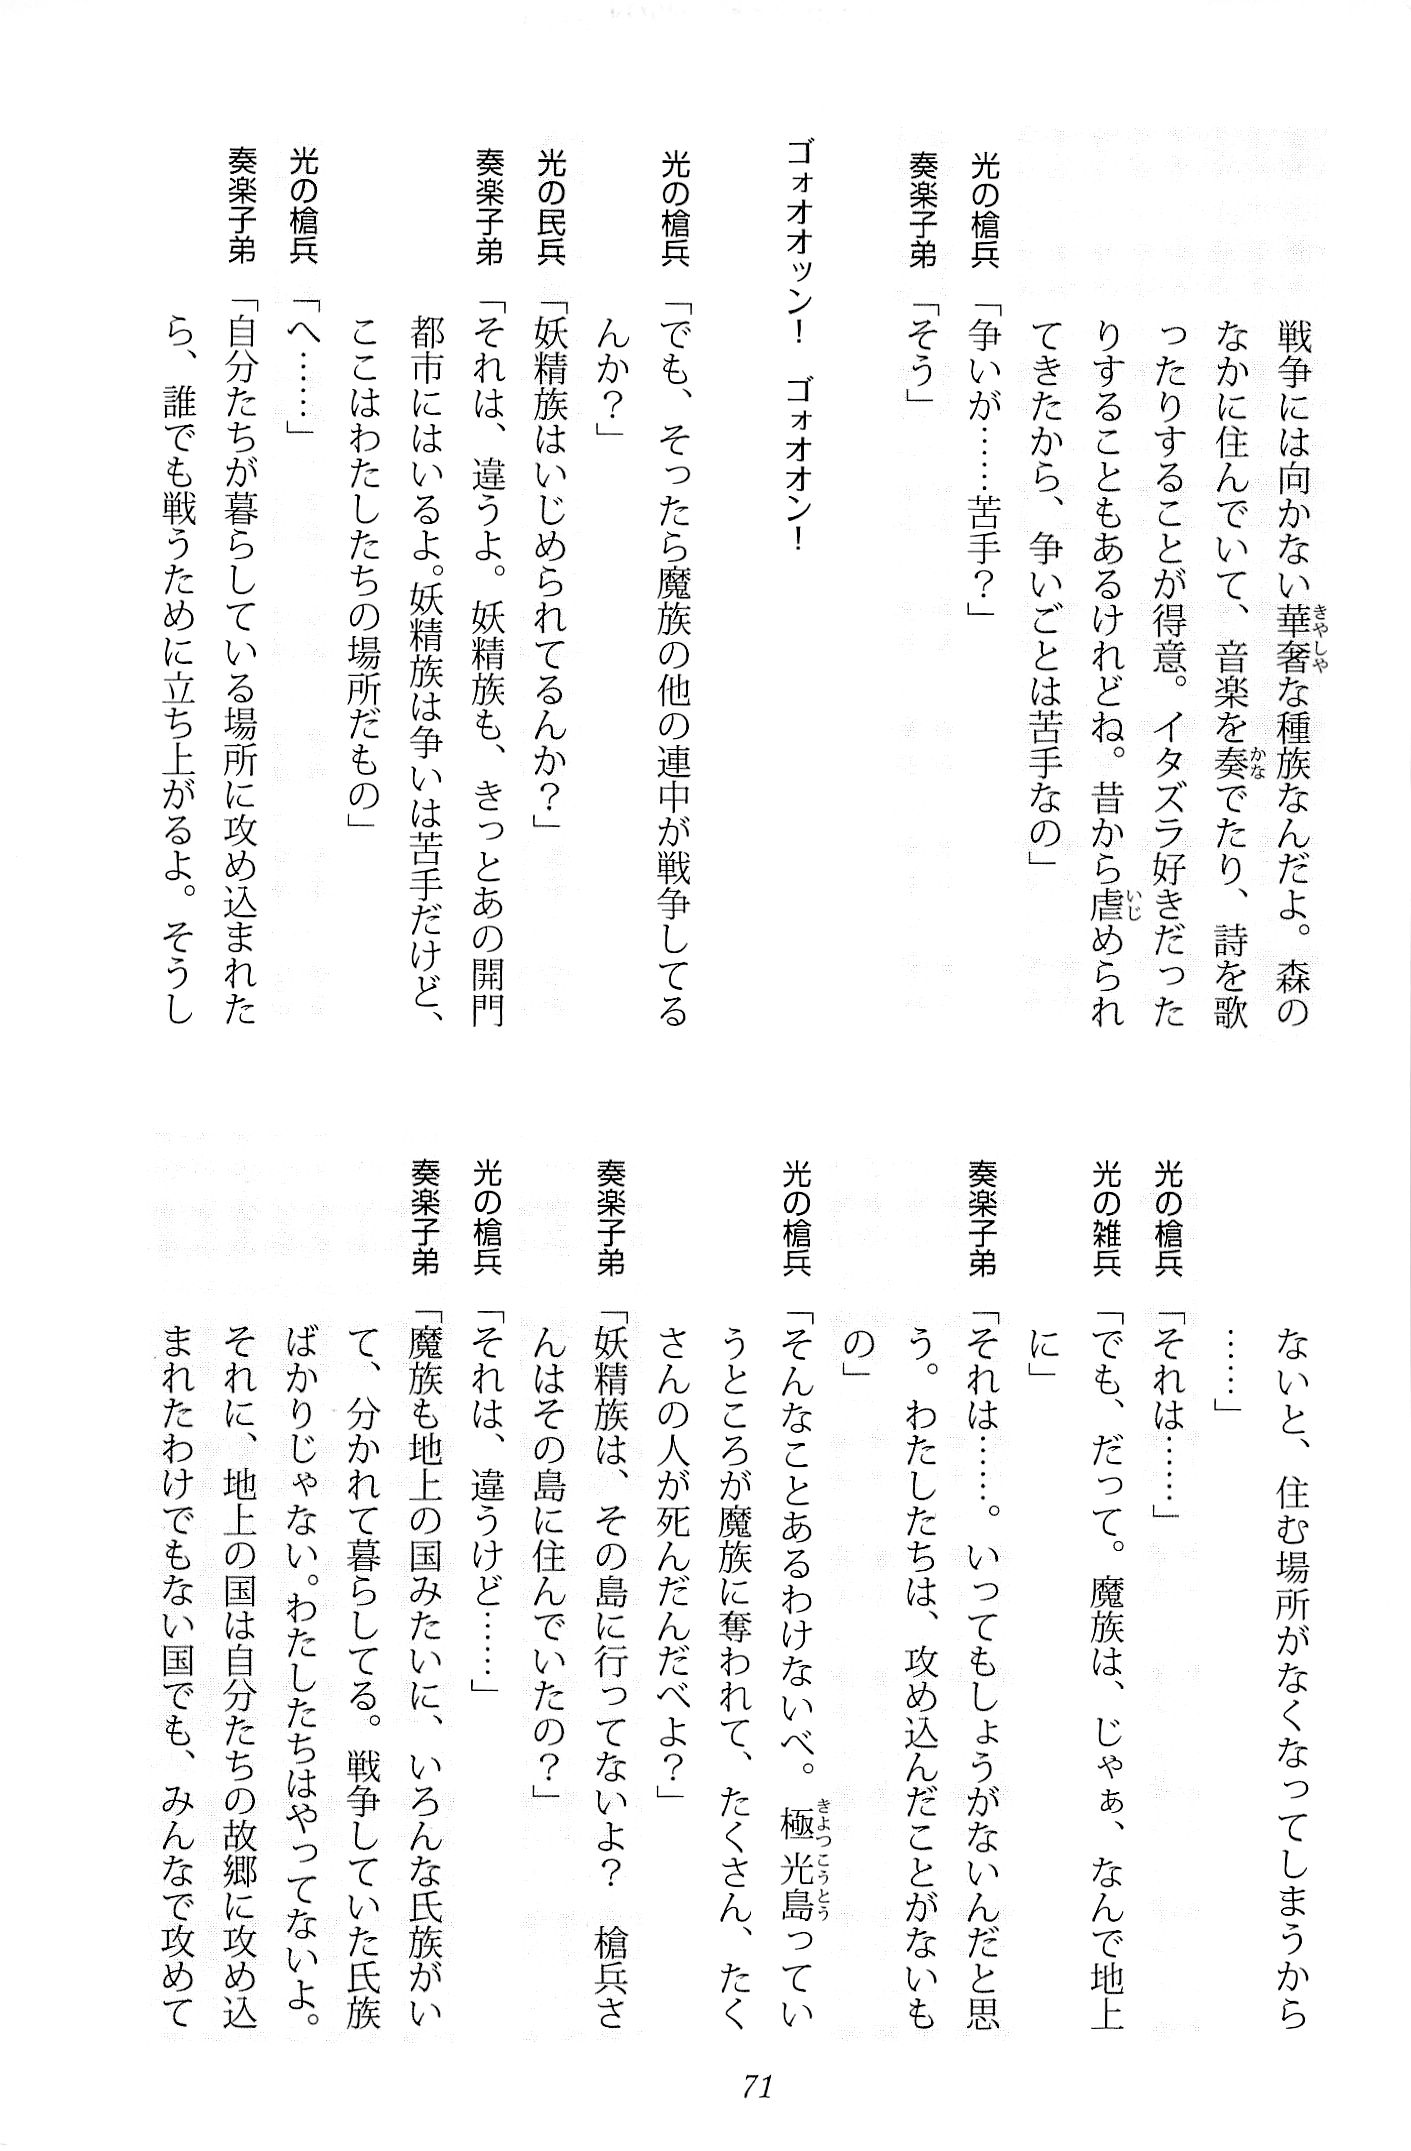 戦争には向かない華奢な種族なんだよ。森の
なかに住んでいて、音楽を奏でたり、詩を歌
ったりすることが得意。イタズラ好きだった
りすることもあるけれどね。昔から虐められ
てきたから、争いごとは苦手なの」
光の槍兵「争いが……苦手？」
奏楽子弟「そう」
ゴォオオッン！　ゴォオオン！
光の槍兵「でも、そったら魔族の他の連中が戦争してる
んか？」
光の民兵「妖精族はいじめられてるんか？」
奏楽子弟「それは、違うよ。妖精族も、きっとあの開門
都市にはいるよ。妖精族は争いは苦手だけど、
ここはわたしたちの場所だもの」
光の槍兵「へ……」
奏楽子弟「自分たちが暮らしている場所に攻め込まれた
ら、誰でも戦うために立ち上がるよ。そうし
ないと、住む場所がなくなってしまうから
……」
光の槍兵「それは……」
光の雑兵「でも、だって。魔族は、じゃぁ、なんで地上
に」
奏楽子弟「それは……。いってもしょうがないんだと思
う。わたしたちは、攻め込んだことがないも
の」
光の槍兵「そんなことあるわけないべ。極光島ってい
うところが魔族に奪われて、たくさん、たく
さんの人が死んだんだべよ？」
奏楽子弟「妖精族は、その島に行ってないよ？　槍兵さ
んはその島に住んでいたの？」
光の槍兵「それは、違うけど……」
奏楽子弟「魔族も地上の国みたいに、いろんな氏族がい
て、分かれて暮らしてる。戦争していた氏族
ばかりじゃない。わたしたちはやってないよ。
それに、地上の国は自分たちの故郷に攻め込
まれたわけでもない国でも、みんなで攻めて
71